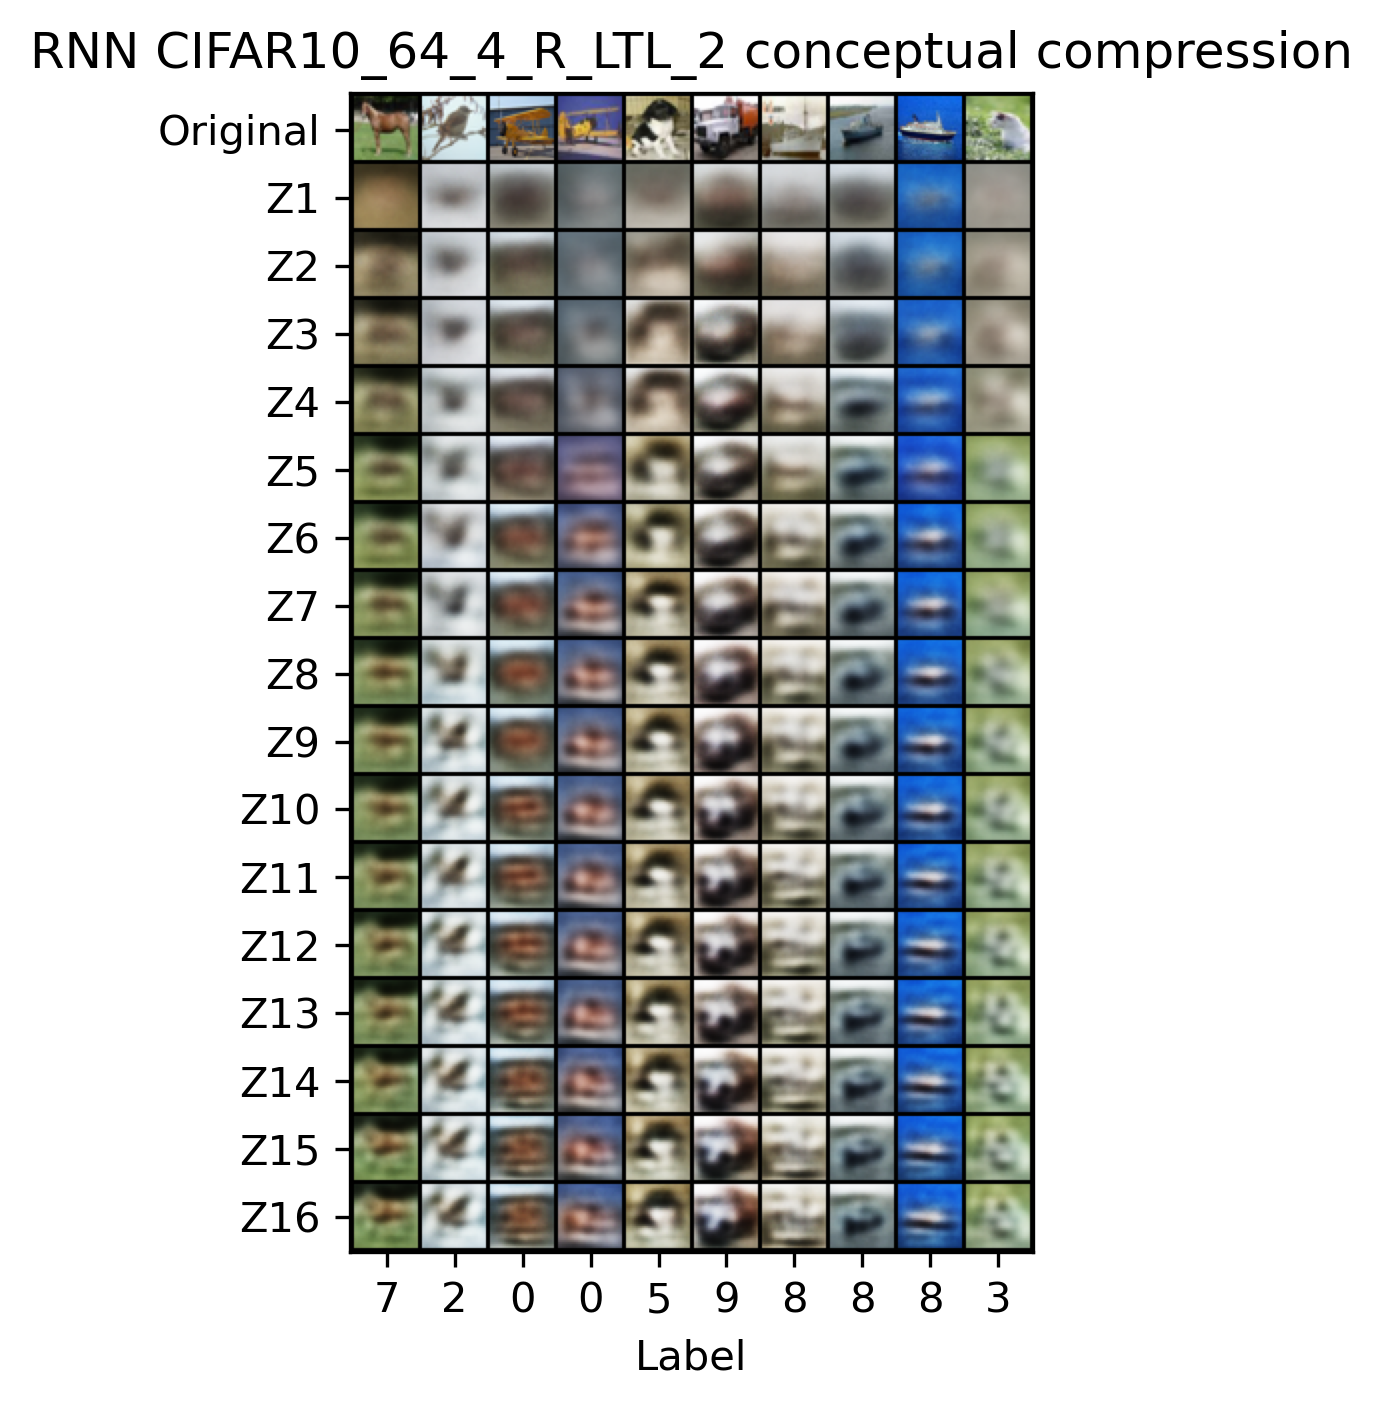 RNN CIFAR10_64_4_R_LTL_2 conceptual compression
Original
Z1
Z2
Z3
Z4
Z5
Z6
Z7
Z8
Z9
Z10
Z11
Z12
Z13
Z14
Z15
Z16
7 2 0 0 5 9 8 8 8 3
Label